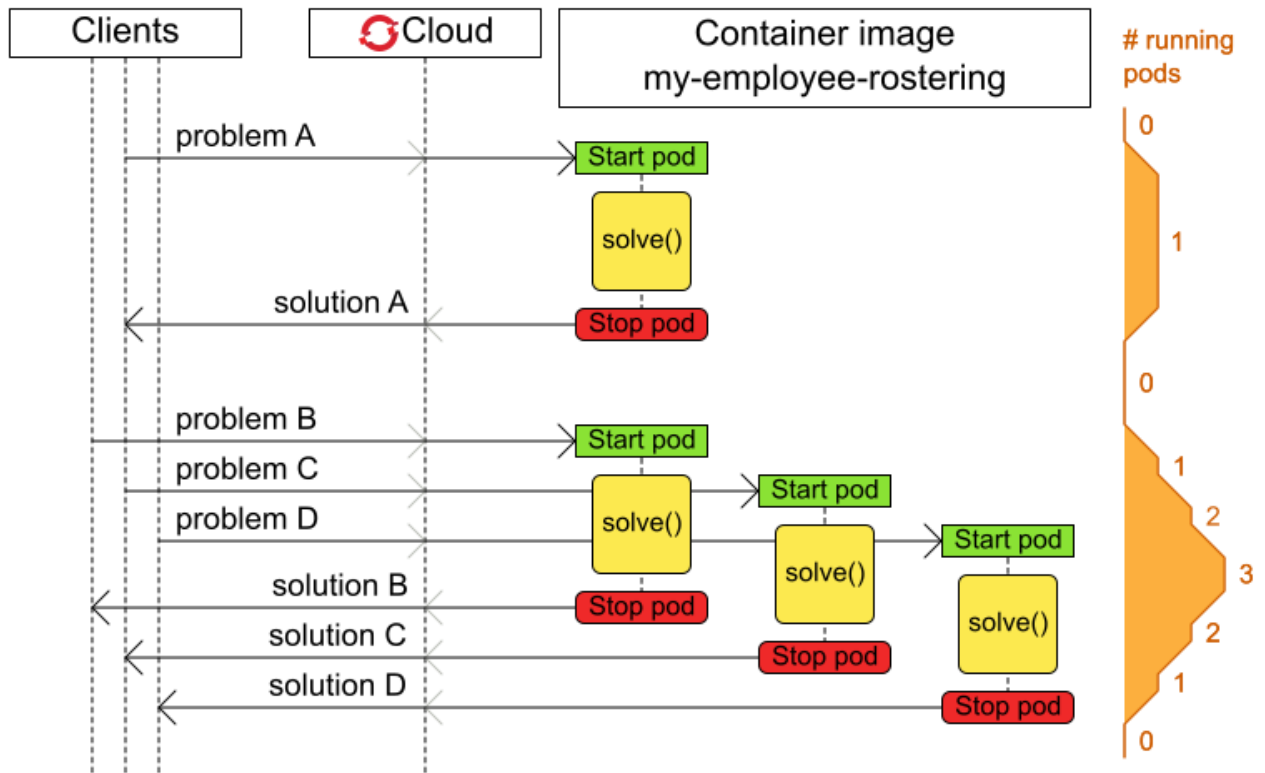 Clients
Cloud
Container image
my-employee-rostering
# running
pods
0
problem A
Start pod
solve()
1
solution A
Stop pod
0
problem B
Start pod
problem C
1
Start pod
problem D
solve()
2
Start pod
solve()
3
solution B
Stop pod
solve()
solution C
2
Stop pod
solution D
1
Stop pod
0